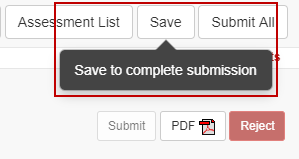 Assessment List Save Submit All
Save to complete submission
Submit PDF Reject